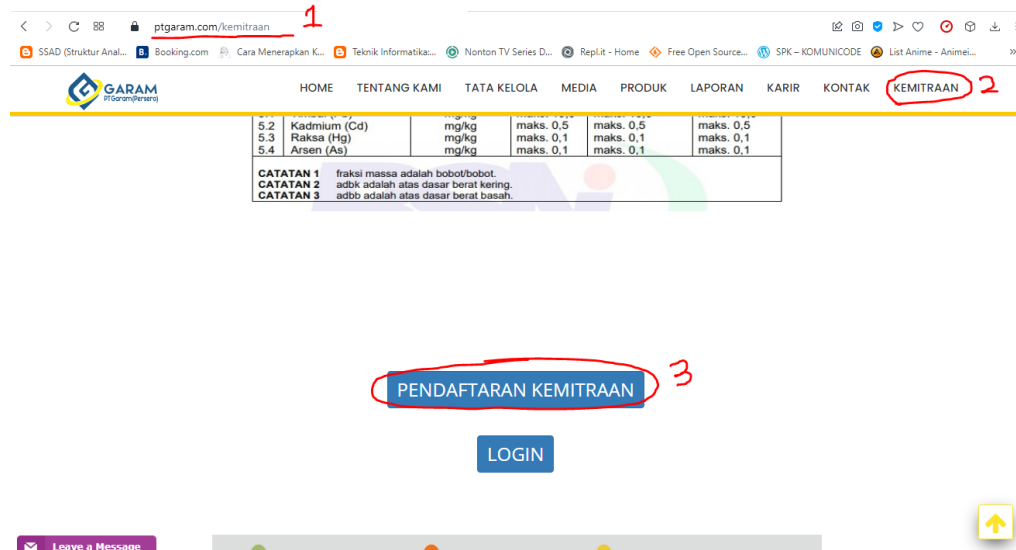 ptgaram.com/kemitraan 1
SSAD (Struktur Anal... B. Booking.com Cara Menerapkan K... Teknik Informatika:... Nonton TV Series D... Repl.it - Home Free Open Source... SPK – KOMUNICODE List Anime - Animei... »
GARAM
PTGaram(Persero)
HOME TENTANG KAMI TATA KELOLA MEDIA PRODUK LAPORAN KARIR KONTAK KEMITRAAN 2
5.2 Kadmium (Cd) mg/kg maks. 0,5 maks. 0,5 maks. 0,5
5.3 Raksa (Hg) mg/kg maks. 0,1 maks. 0,1 maks. 0,1
5.4 Arsen (As) mg/kg maks. 0,1 maks. 0,1 maks. 0,1
CATATAN 1 fraksi massa adalah bobot/bobot.
CATATAN 2 adbk adalah atas dasar berat kering.
CATATAN 3 adbb adalah atas dasar berat basah.
PENDAFTARAN KEMITRAAN 3
LOGIN
Leave a Message